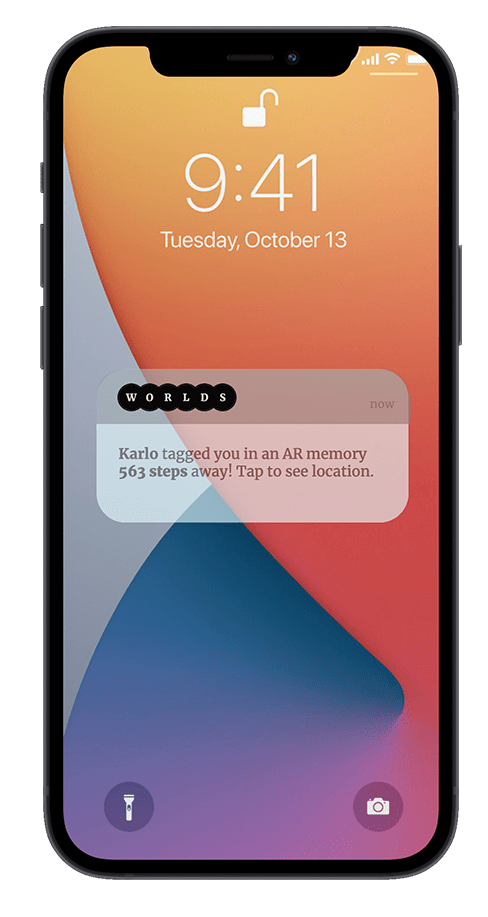 9:41
Tuesday, October 13
WORLDS
now
Karlo tagged you in an AR memory
563 steps away! Tap to see location.